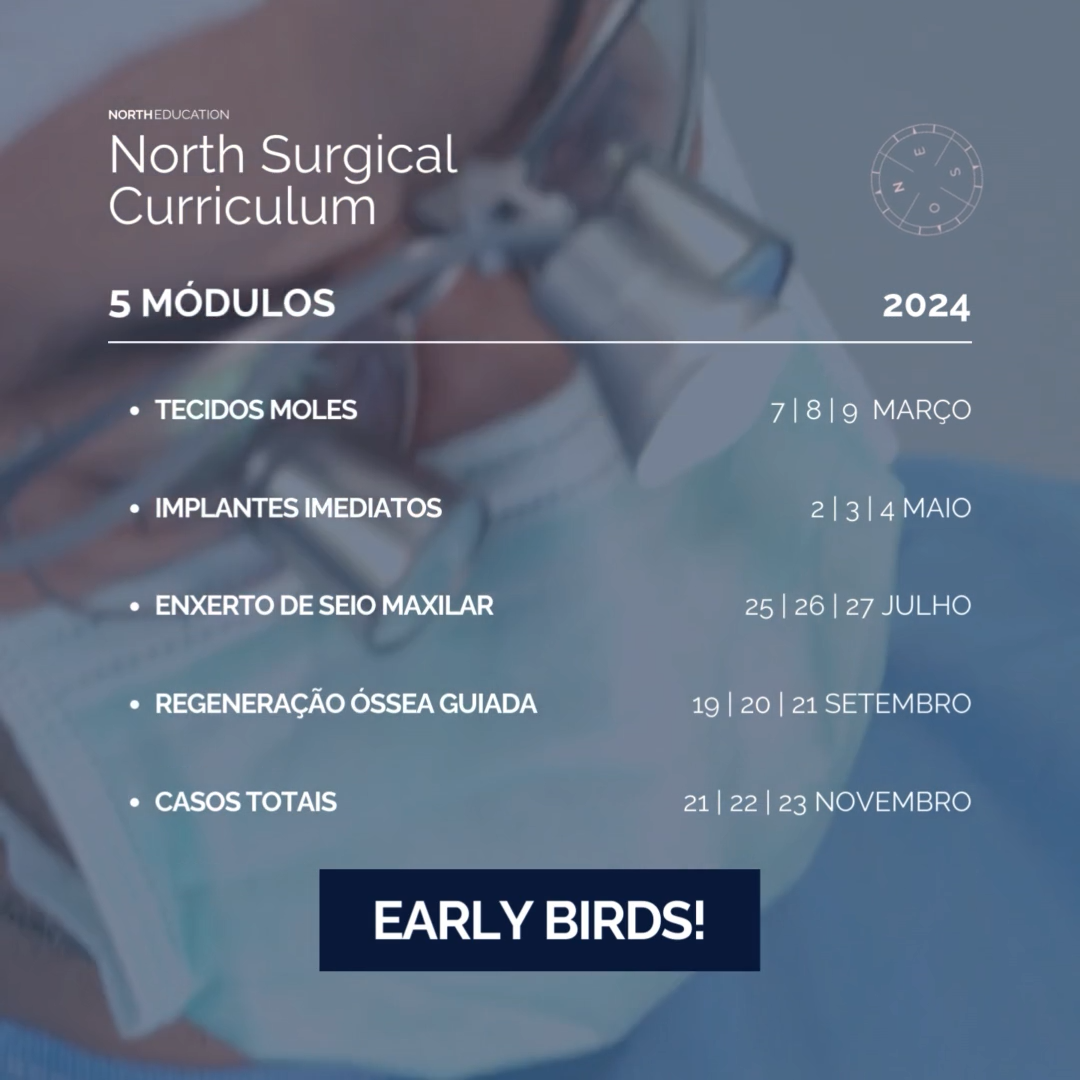 NORTHEDUCATION
North Surgical
Curriculum
N E S O
5 MÓDULOS 2024
• TECIDOS MOLES 7 | 8 | 9 MARÇO
• IMPLANTES IMEDIATOS 2 | 3 | 4 MAIO
• ENXERTO DE SEIO MAXILAR 25 | 26 | 27 JULHO
• REGENERAÇÃO ÓSSEA GUIADA 19 | 20 | 21 SETEMBRO
• CASOS TOTAIS 21 | 22 | 23 NOVEMBRO
EARLY BIRDS!